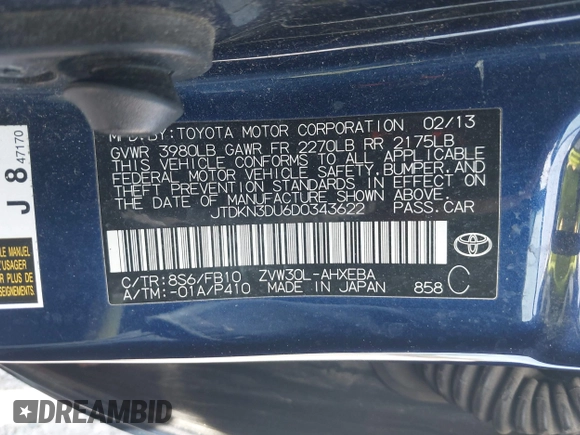 MFD. BY: TOYOTA MOTOR CORPORATION 02/13
GVWR 3980LB GAWR FR 2270LB RR 2175LB
THIS VEHICLE CONFORMS TO ALL APPLICABLE
FEDERAL MOTOR VEHICLE SAFETY, BUMPER, AND
THEFT PREVENTION STANDARDS IN EFFECT ON
THE DATE OF MANUFACTURE SHOWN ABOVE.
JTDKN3DU6D0343622 PASS.CAR
C/TR:8S6/FB10 ZVW30L-AHXEBA
A/TM:-01A/P410 MADE IN JAPAN 858 C
TOYOTA
J 8 47170
DREAMBID